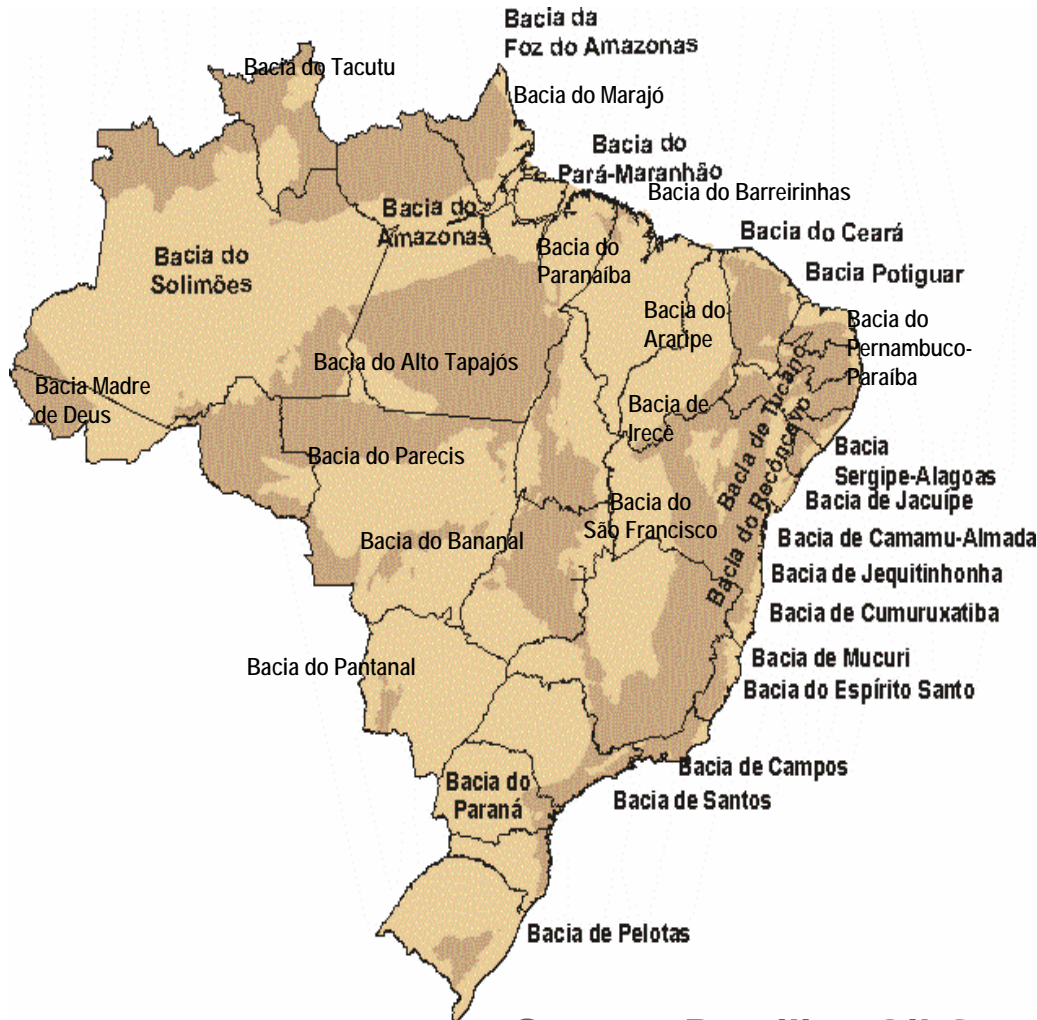 Bacia da
Foz do Amazonas
Bacia do Tacutu
Bacia do Marajó
Bacia do
Pará-Maranhão
Bacia do Barreirinhas
Bacia do
Amazonas
Bacia do Ceará
Bacia do
Solimões
Bacia do
Paranaíba
Bacia Potiguar
Bacia do
Araripe
Bacia do
Pernambuco-
Paraíba
Bacia do Alto Tapajós
Bacia Madre
de Deus
Bacia de
Irecê
Bacia de Tucano
Bacia do Recôncavo
Bacia
Sergipe-Alagoas
Bacia do Parecis
Bacia de Jacuípe
Bacia do
São Francisco
Bacia de Camamu-Almada
Bacia do Bananal
Bacia de Jequitinhonha
Bacia de Cumuruxatiba
Bacia de Mucuri
Bacia do Pantanal
Bacia do Espírito Santo
Bacia de Campos
Bacia do
Paraná
Bacia de Santos
Bacia de Pelotas